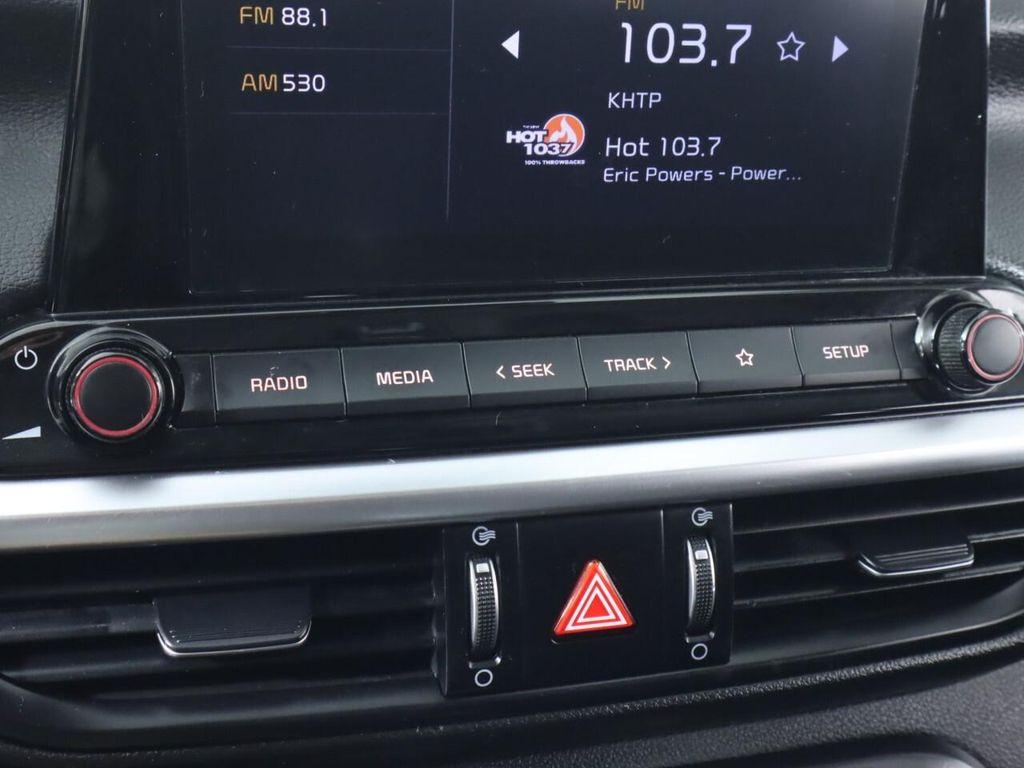 FM 88.1
AM 530
FM
103.7
KHTP
HOT
103.7
100% THROWBACKS
Hot 103.7
Eric Powers - Power...
RADIO
MEDIA
< SEEK
TRACK >
SETUP